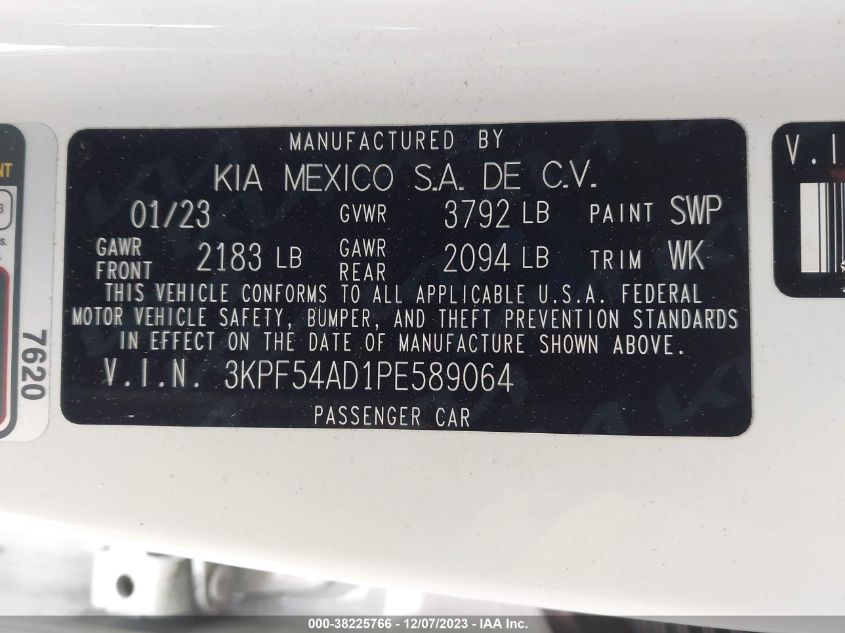 MANUFACTURED BY
KIA MEXICO S.A. DE C.V.
01/23 GVWR 3792 LB PAINT SWP
GAWR FRONT 2183 LB GAWR REAR 2094 LB TRIM WK
THIS VEHICLE CONFORMS TO ALL APPLICABLE U.S.A. FEDERAL
MOTOR VEHICLE SAFETY, BUMPER, AND THEFT PREVENTION STANDARDS
IN EFFECT ON THE DATE OF MANUFACTURE SHOWN ABOVE.
V.I.N. 3KPF54AD1PE589064
PASSENGER CAR
7620
V.I
000-38225766 - 12/07/2023 - IAA Inc.